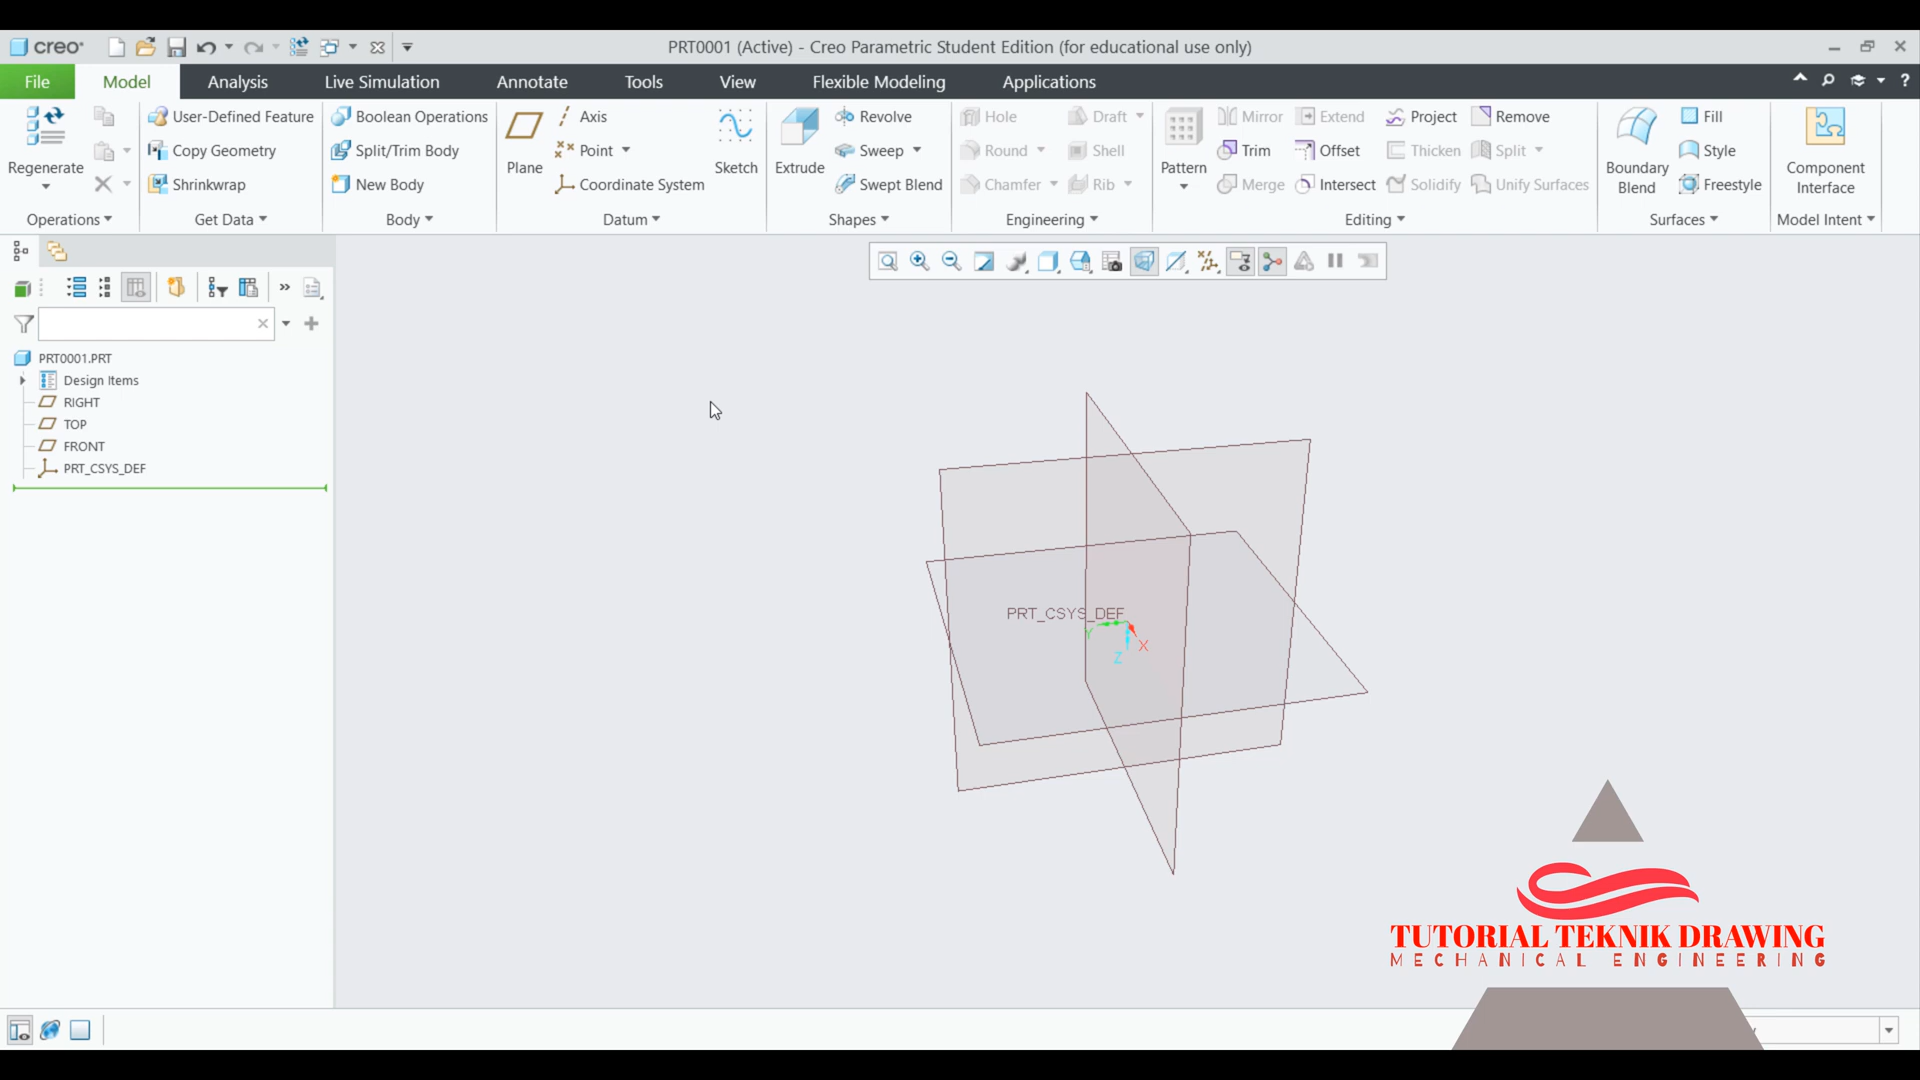 creo
PRT0001 (Active) - Creo Parametric Student Edition (for educational use only)
File Model Analysis Live Simulation Annotate Tools View Flexible Modeling Applications
Regenerate
Operations
User-Defined Feature
Copy Geometry
Shrinkwrap
Get Data
Boolean Operations
Split/Trim Body
New Body
Body
Plane
Axis
Point
Coordinate System
Sketch
Datum
Extrude
Revolve
Sweep
Swept Blend
Shapes
Hole
Draft
Round
Shell
Chamfer
Rib
Engineering
Pattern
Mirror
Extend
Project
Remove
Trim
Offset
Thicken
Split
Merge
Intersect
Solidify
Unify Surfaces
Editing
Boundary
Blend
Fill
Style
Freestyle
Surfaces
Component
Interface
Model Intent
PRT0001.PRT
Design Items
RIGHT
TOP
FRONT
PRT_CSYS_DEF
PRT_CSYS_DEF
Y
X
Z
TUTORIAL TEKNIK DRAWING
MECHANICAL ENGINEERING